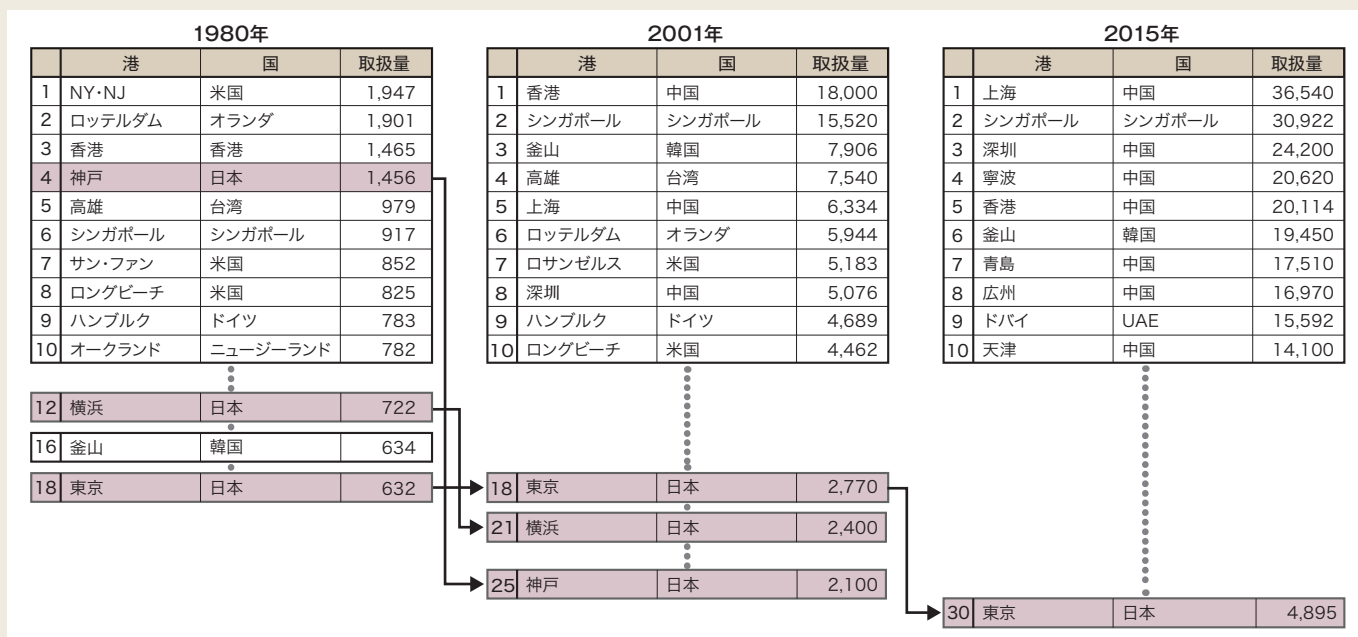 1980年
港 国 取扱量
1 NY・NJ 米国 1,947
2 ロッテルダム オランダ 1,901
3 香港 香港 1,465
4 神戸 日本 1,456
5 高雄 台湾 979
6 シンガポール シンガポール 917
7 サン・ファン 米国 852
8 ロングビーチ 米国 825
9 ハンブルク ドイツ 783
10 オークランド ニュージーランド 782
12 横浜 日本 722
16 釜山 韓国 634
18 東京 日本 632
2001年
港 国 取扱量
1 香港 中国 18,000
2 シンガポール シンガポール 15,520
3 釜山 韓国 7,906
4 高雄 台湾 7,540
5 上海 中国 6,334
6 ロッテルダム オランダ 5,944
7 ロサンゼルス 米国 5,183
8 深圳 中国 5,076
9 ハンブルク ドイツ 4,689
10 ロングビーチ 米国 4,462
18 東京 日本 2,770
21 横浜 日本 2,400
25 神戸 日本 2,100
2015年
港 国 取扱量
1 上海 中国 36,540
2 シンガポール シンガポール 30,922
3 深圳 中国 24,200
4 寧波 中国 20,620
5 香港 中国 20,114
6 釜山 韓国 19,450
7 青島 中国 17,510
8 広州 中国 16,970
9 ドバイ UAE 15,592
10 天津 中国 14,100
30 東京 日本 4,895